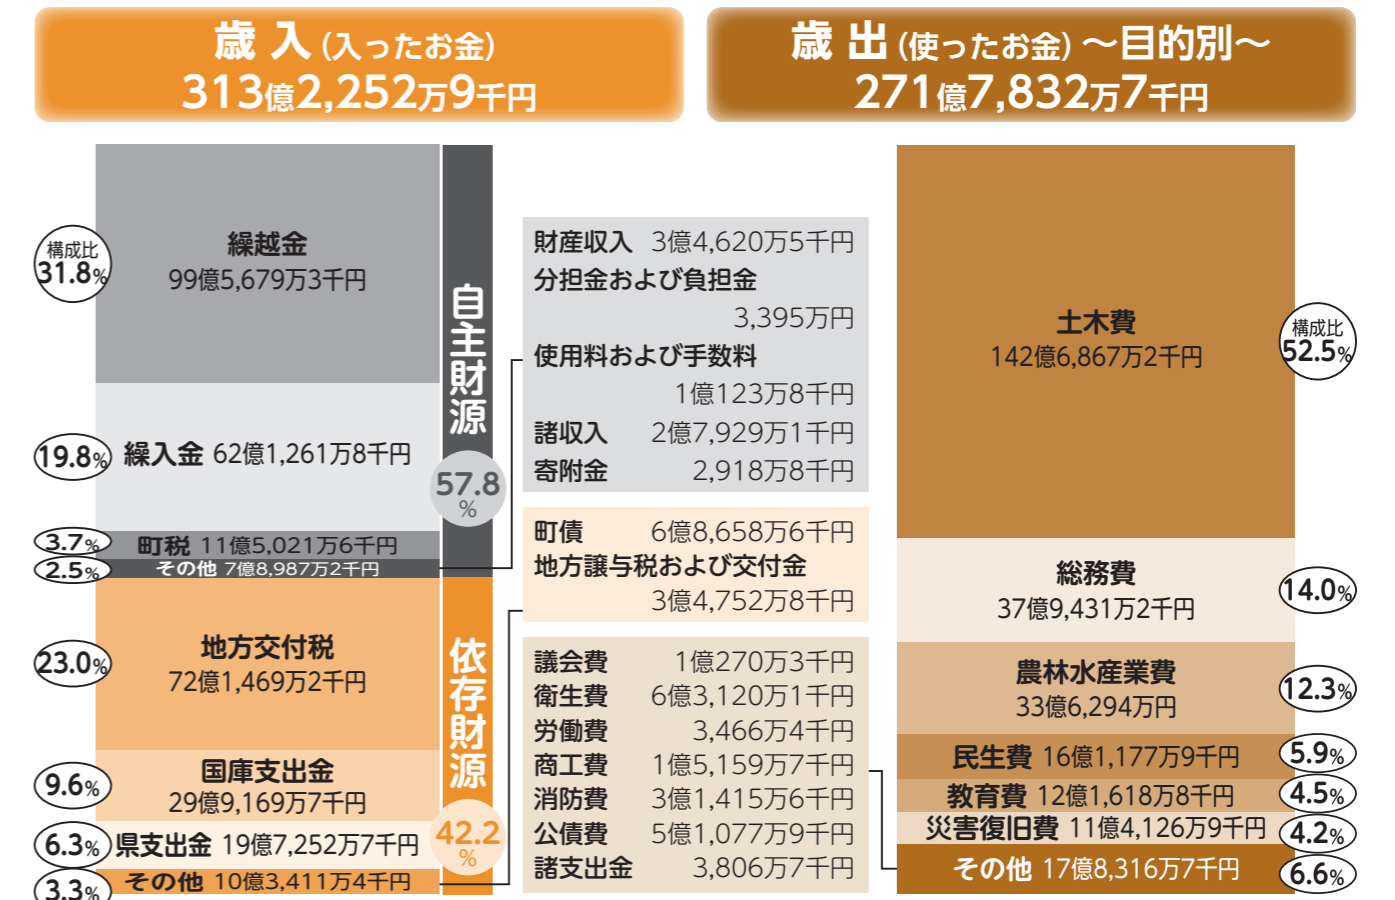 歳入（入ったお金）
313億2,252万9千円
歳出（使ったお金）～目的別～
271億7,832万7千円
構成比
31.8%
繰越金
99億5,679万3千円
19.8%
繰入金 62億1,261万8千円
3.7%
町税 11億5,021万6千円
2.5%
その他 7億8,987万2千円
23.0%
地方交付税
72億1,469万2千円
9.6%
国庫支出金
29億9,169万7千円
6.3%
県支出金 19億7,252万7千円
3.3%
その他 10億3,411万4千円
自主財源
57.8
%
依存財源
42.2
%
財産収入 3億4,620万5千円
分担金および負担金
3,395万円
使用料および手数料
1億123万8千円
諸収入 2億7,929万1千円
寄附金 2,918万8千円
町債 6億8,658万6千円
地方譲与税および交付金
3億4,752万8千円
議会費 1億270万3千円
衛生費 6億3,120万1千円
労働費 3,466万4千円
商工費 1億5,159万7千円
消防費 3億1,415万6千円
公債費 5億1,077万9千円
諸支出金 3,806万7千円
土木費
142億6,867万2千円
構成比
52.5%
総務費
37億9,431万2千円
14.0%
農林水産業費
33億6,294万円
12.3%
民生費 16億1,177万9千円
5.9%
教育費 12億1,618万8千円
4.5%
災害復旧費 11億4,126万9千円
4.2%
その他 17億8,316万7千円
6.6%